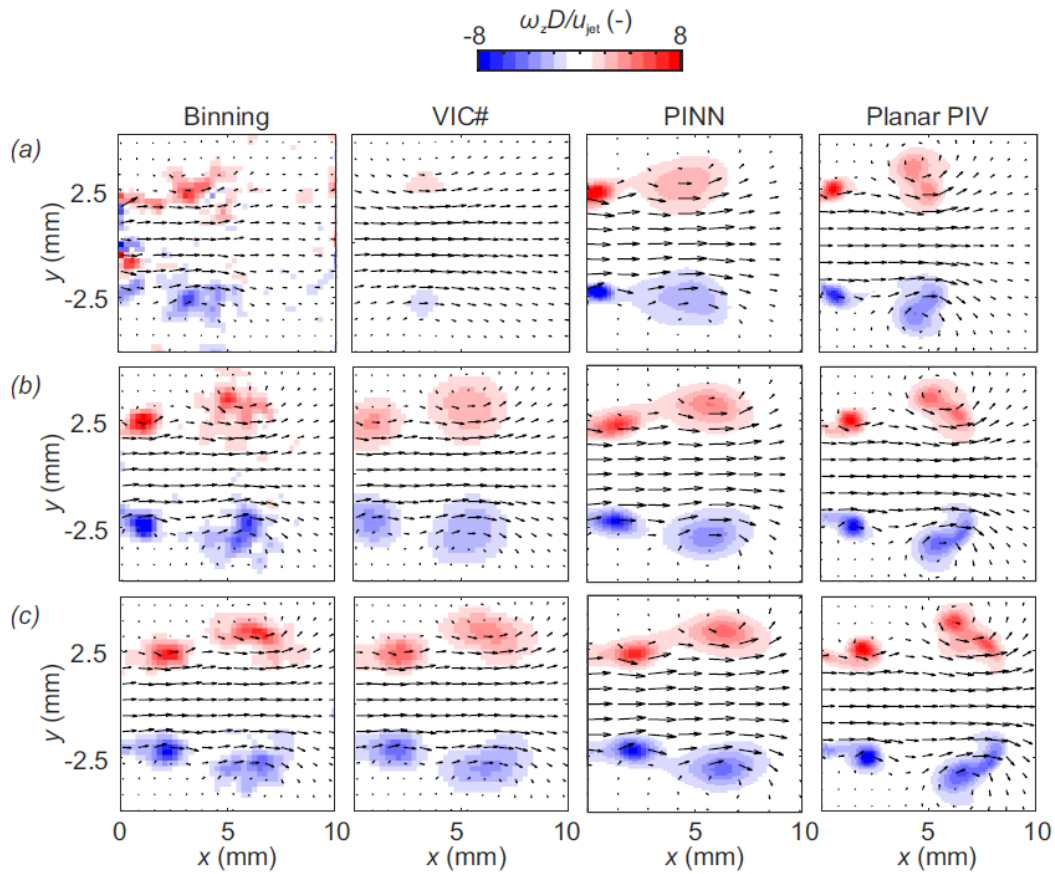 ω_z D/u_jet (-)
-8 8
Binning VIC# PINN Planar PIV
(a)
2.5
y (mm)
-2.5
(b)
2.5
y (mm)
-2.5
(c)
2.5
y (mm)
-2.5
0 5 10 5 10 5 10 5 10
x (mm) x (mm) x (mm) x (mm)